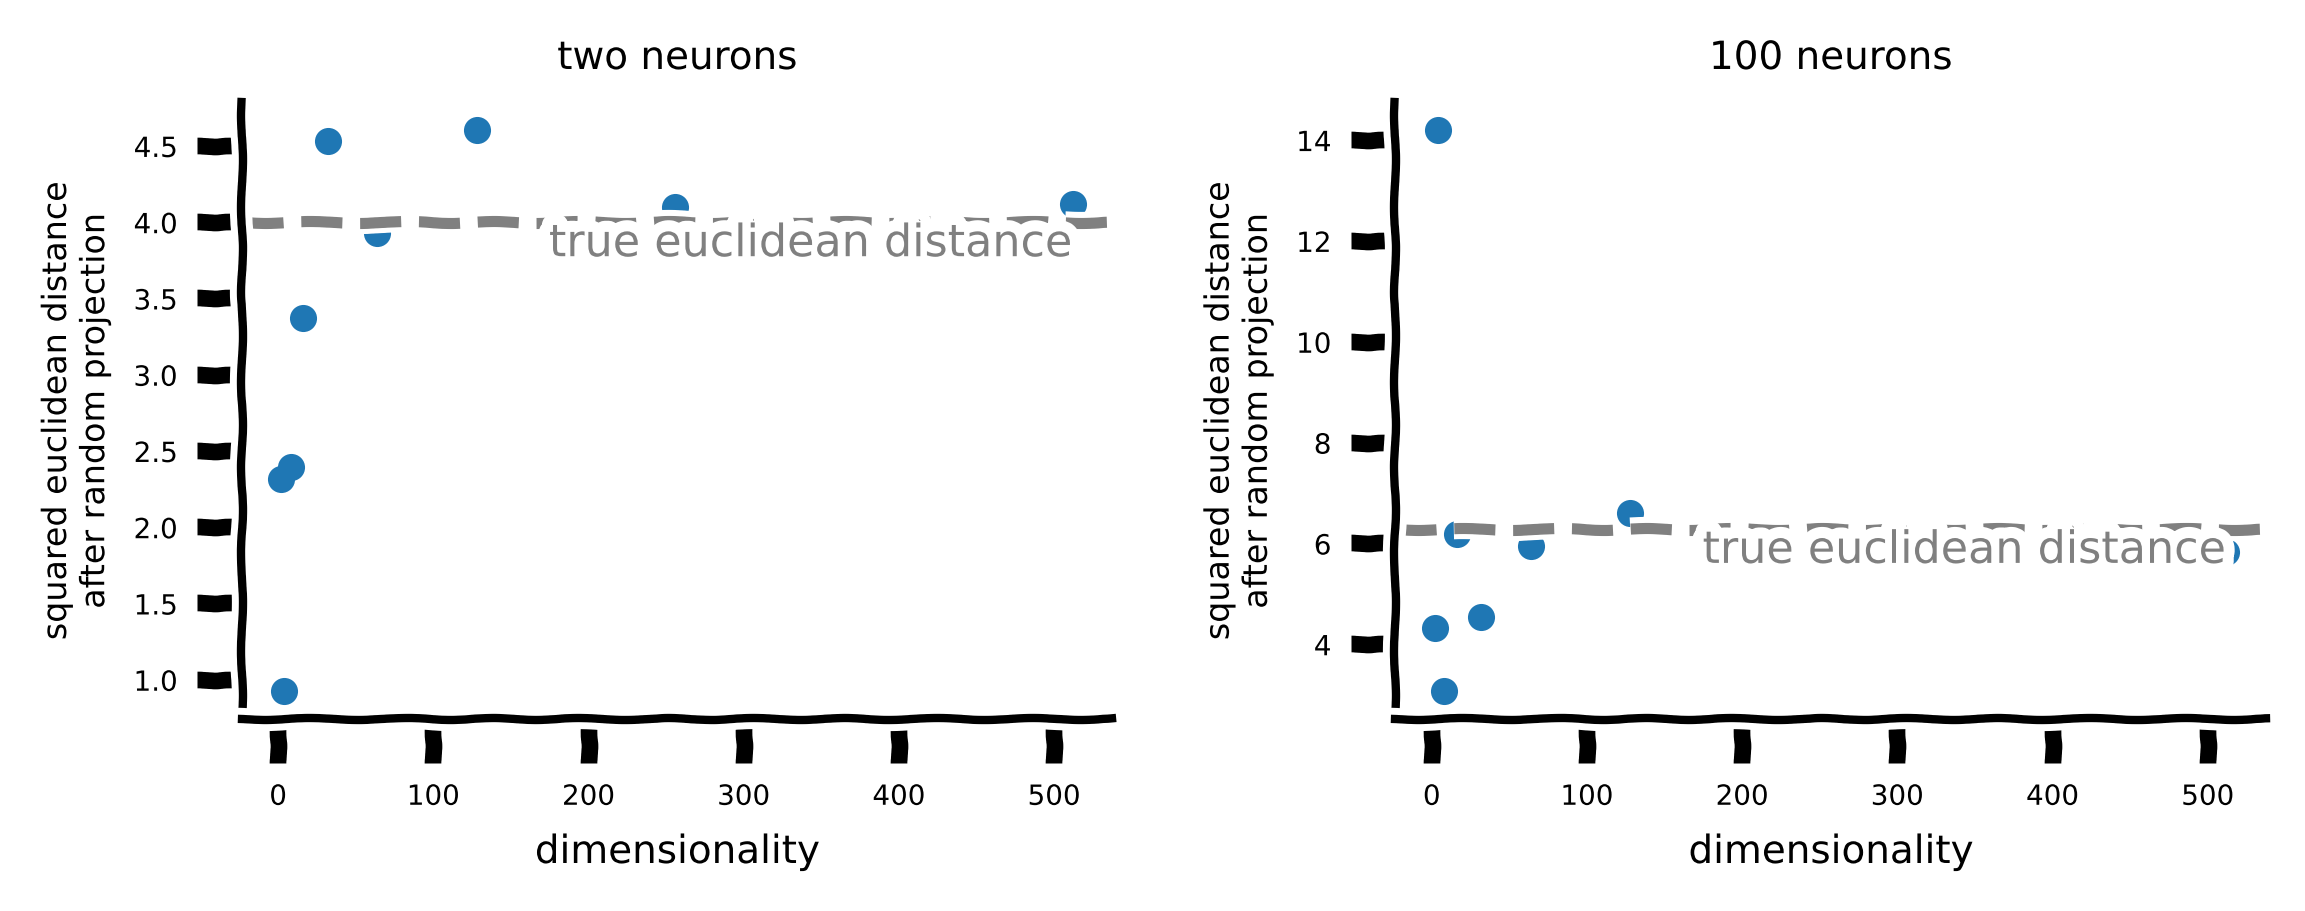 two neurons
squared euclidean distance
after random projection
4.5
4.0
3.5
3.0
2.5
2.0
1.5
1.0
true euclidean distance
0 100 200 300 400 500
dimensionality
100 neurons
squared euclidean distance
after random projection
14
12
10
8
6
4
true euclidean distance
0 100 200 300 400 500
dimensionality